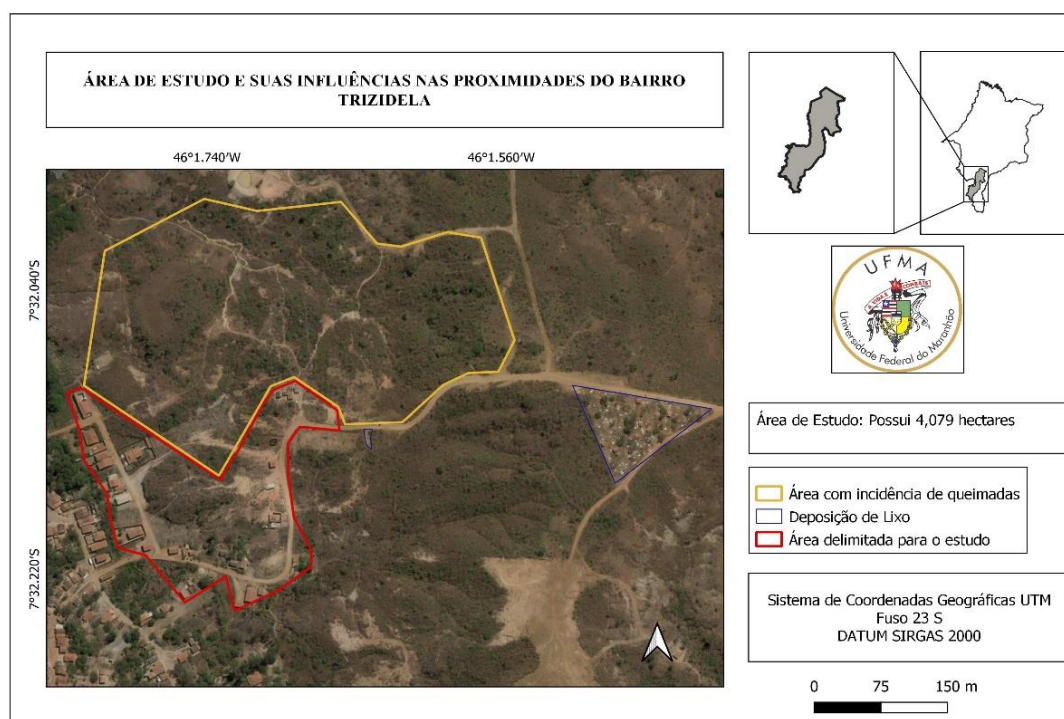 ÁREA DE ESTUDO E SUAS INFLUÊNCIAS NAS PROXIMIDADES DO BAIRRO
TRIZIDELA
46°1.740'W
46°1.560'W
7°32.040'S
7°32.220'S
UFMA
Universidade Federal do Maranhão
Área de Estudo: Possui 4,079 hectares
Área com incidência de queimadas
Deposição de Lixo
Área delimitada para o estudo
Sistema de Coordenadas Geográficas UTM
Fuso 23 S
DATUM SIRGAS 2000
0 75 150 m